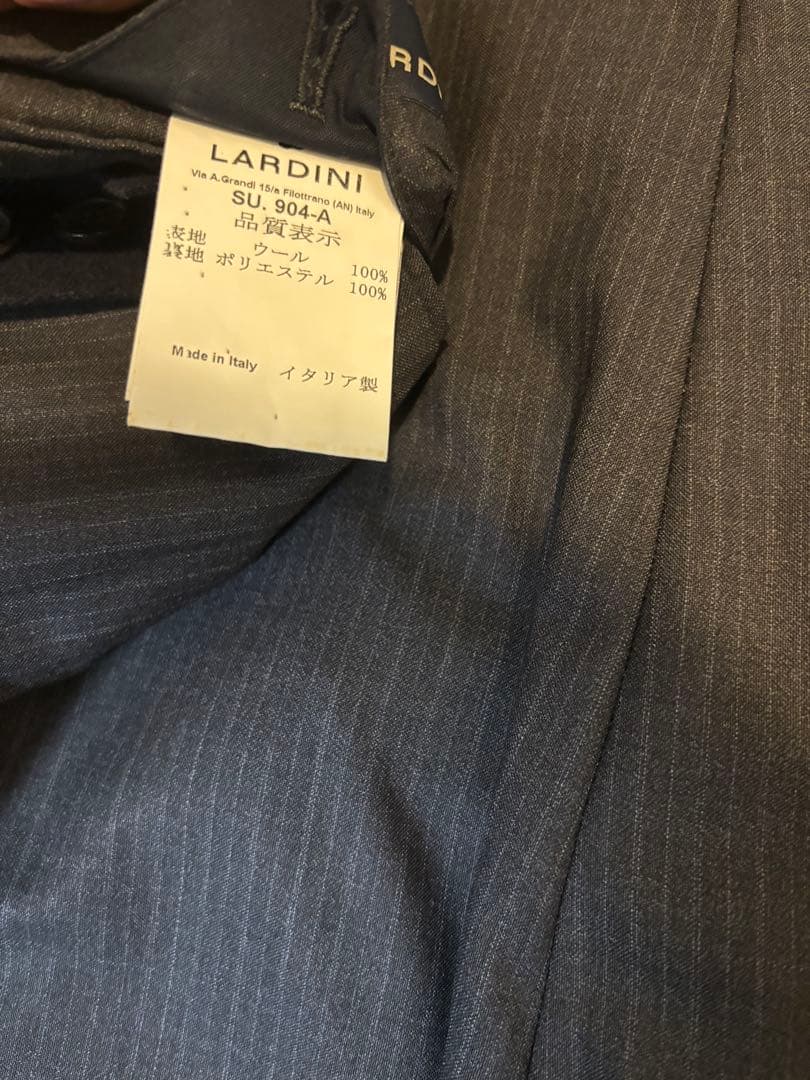 LARDINI
Via A.Grandi 15/a Filottrano (AN) Italy
SU. 904-A
品質表示
表地 ウール 100%
裏地 ポリエステル 100%
Made in Italy イタリア製
RD